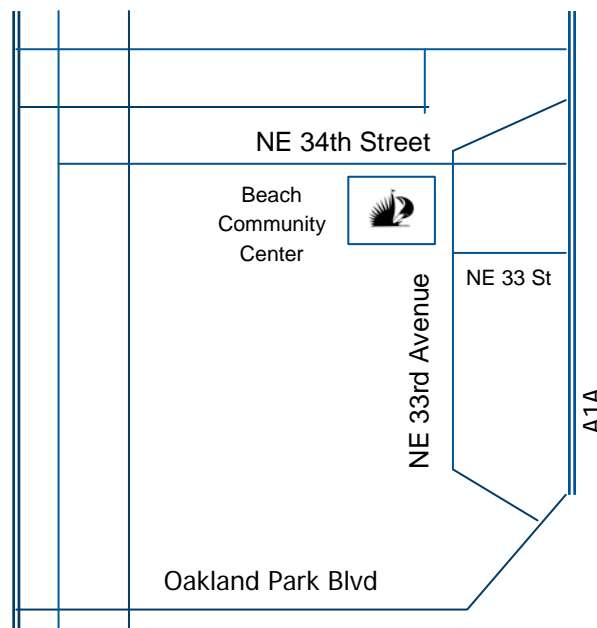 NE 34th Street
Beach
Community
Center
NE 33 St
NE 33rd Avenue
A1A
Oakland Park Blvd